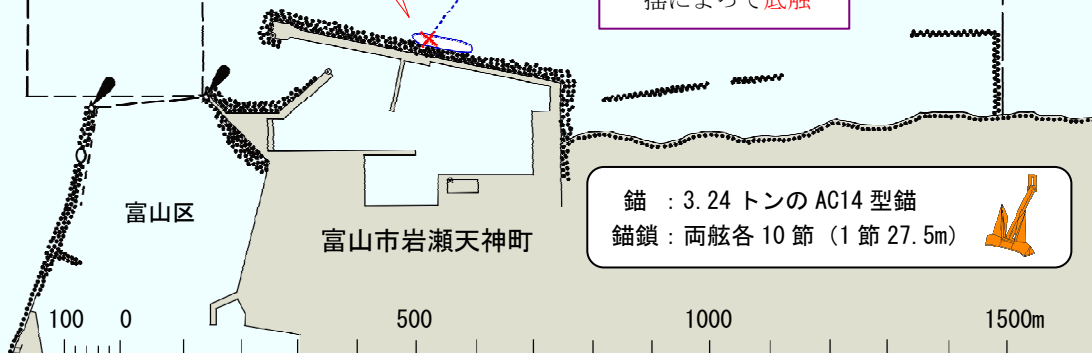 揺によって底触
富山区
富山市岩瀬天神町
錨 :3.24 トンの AC14 型錨
錨鎖:両舷各 10 節(1 節 27.5m)
100 0 500 1000 1500m